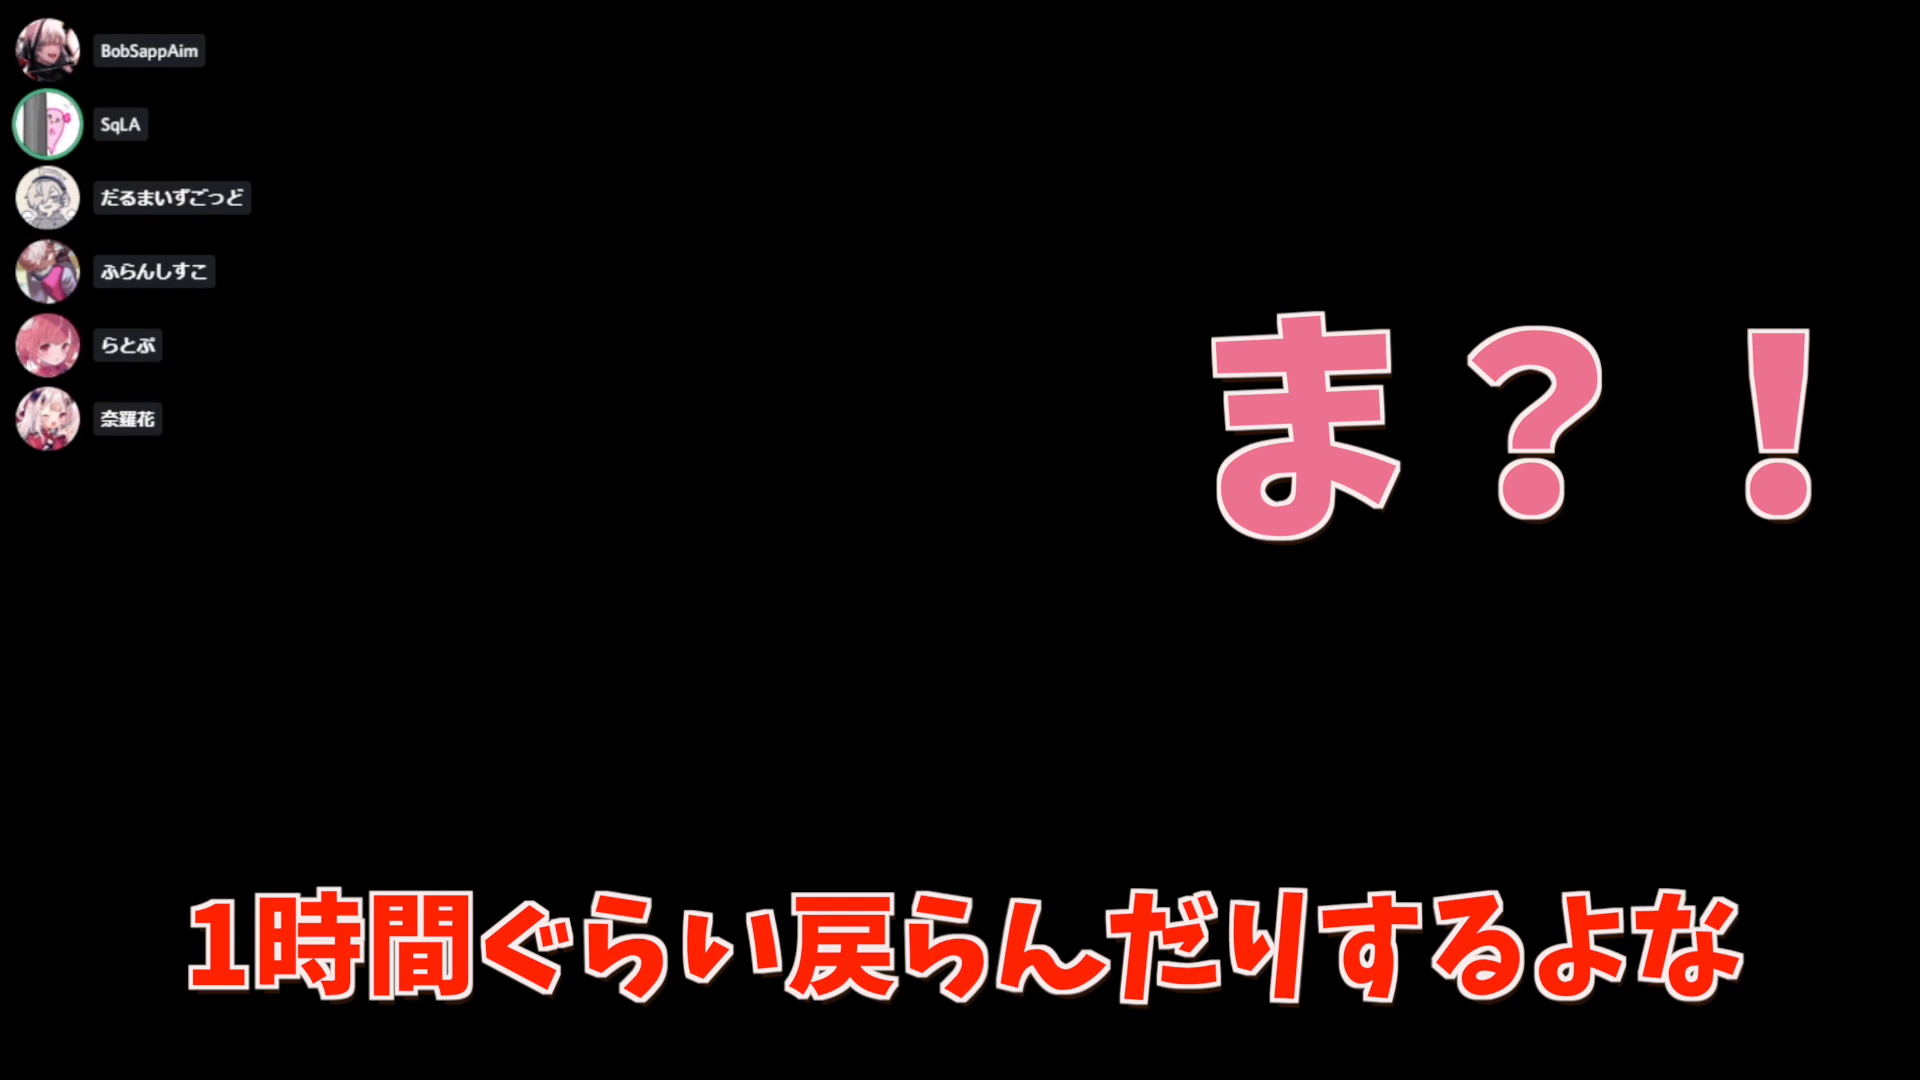 BobSappAim
SqLA
だるまいずごっど
ふらんしすこ
らとぷ
奈羅花
ま？！
1時間ぐらい戻らんだりするよな